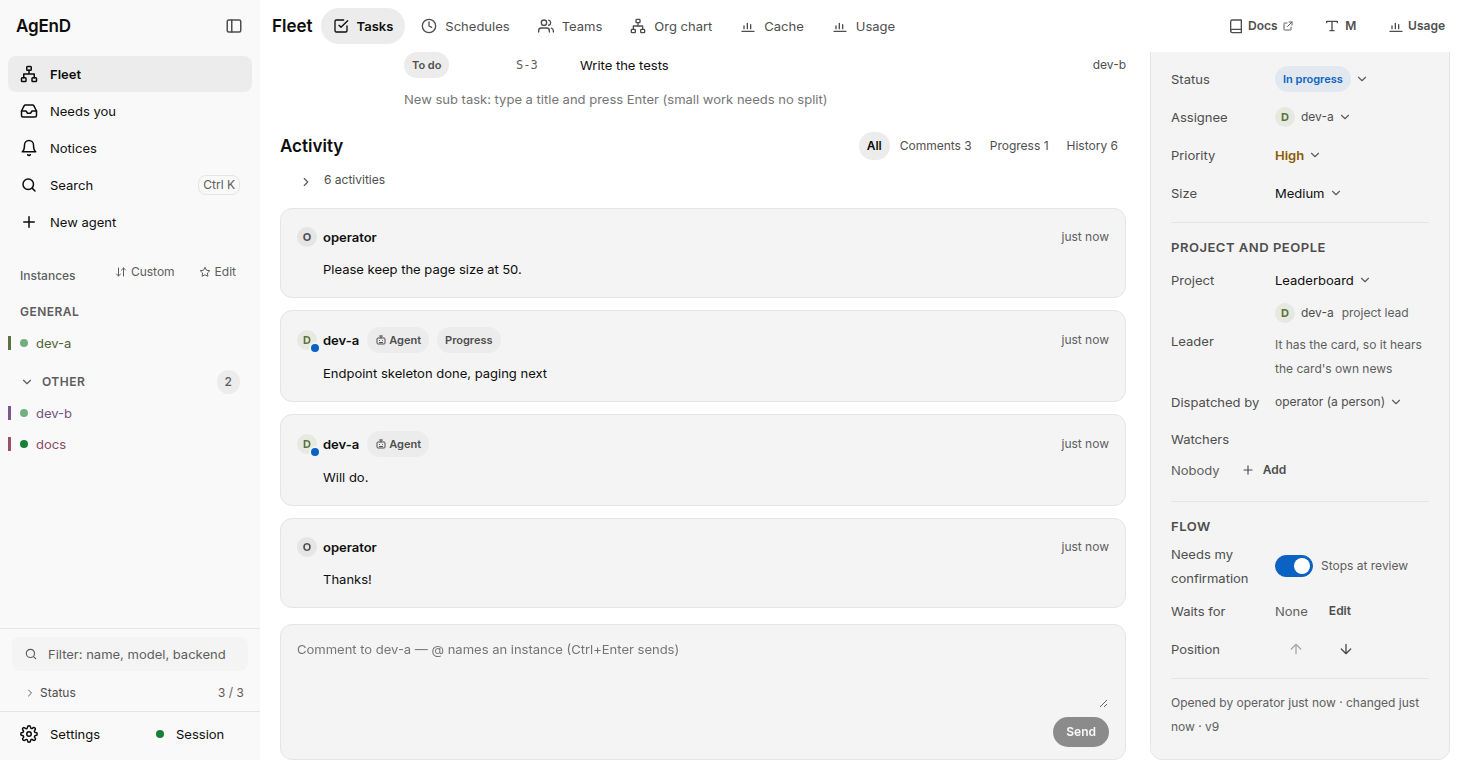 AgEnD
Fleet
Needs you
Notices
Search Ctrl K
New agent
Instances Custom Edit
GENERAL
dev-a
OTHER 2
dev-b
docs
Filter: name, model, backend
Status 3 / 3
Settings Session
Fleet Tasks Schedules Teams Org chart Cache Usage Docs M Usage
To do S-3 Write the tests dev-b
New sub task: type a title and press Enter (small work needs no split)
Activity All Comments 3 Progress 1 History 6
6 activities
O operator just now
Please keep the page size at 50.
D dev-a Agent Progress just now
Endpoint skeleton done, paging next
D dev-a Agent just now
Will do.
O operator just now
Thanks!
Comment to dev-a — @ names an instance (Ctrl+Enter sends)
Send
Status In progress
Assignee D dev-a
Priority High
Size Medium
PROJECT AND PEOPLE
Project Leaderboard
D dev-a project lead
Leader It has the card, so it hears
the card's own news
Dispatched by operator (a person)
Watchers
Nobody Add
FLOW
Needs my
confirmation Stops at review
Waits for None Edit
Position
Opened by operator just now · changed just
now · v9